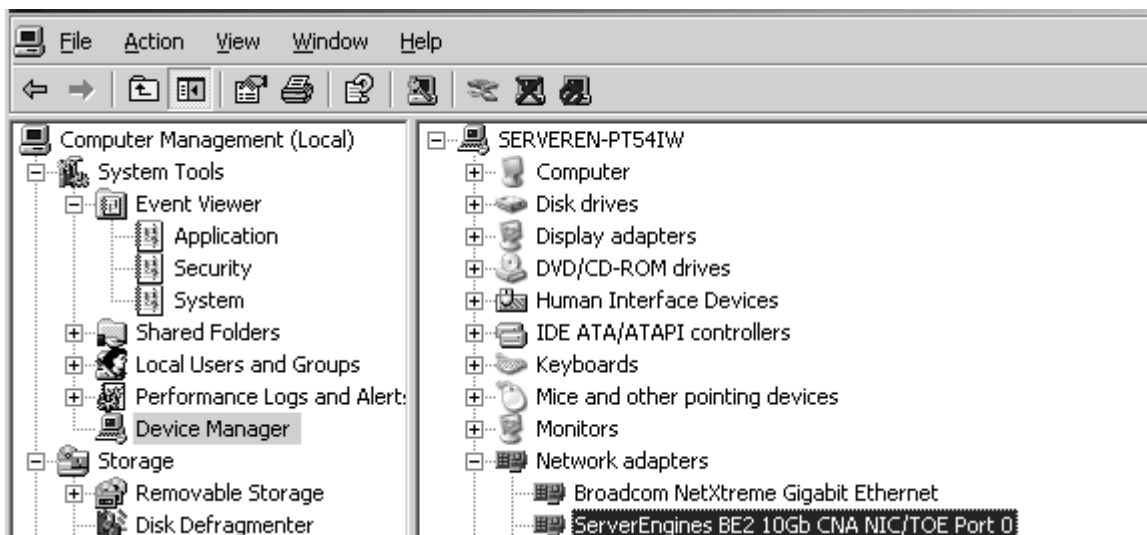 File Action View Window Help
Computer Management (Local)
System Tools
Event Viewer
Application
Security
System
Shared Folders
Local Users and Groups
Performance Logs and Alert
Device Manager
Storage
Removable Storage
Disk Defragmenter
SERVEREN-PT54IW
Computer
Disk drives
Display adapters
DVD/CD-ROM drives
Human Interface Devices
IDE ATA/ATAPI controllers
Keyboards
Mice and other pointing devices
Monitors
Network adapters
Broadcom NetXtreme Gigabit Ethernet
ServerEngines BE2 10Gb CNA NIC/TOE Port 0